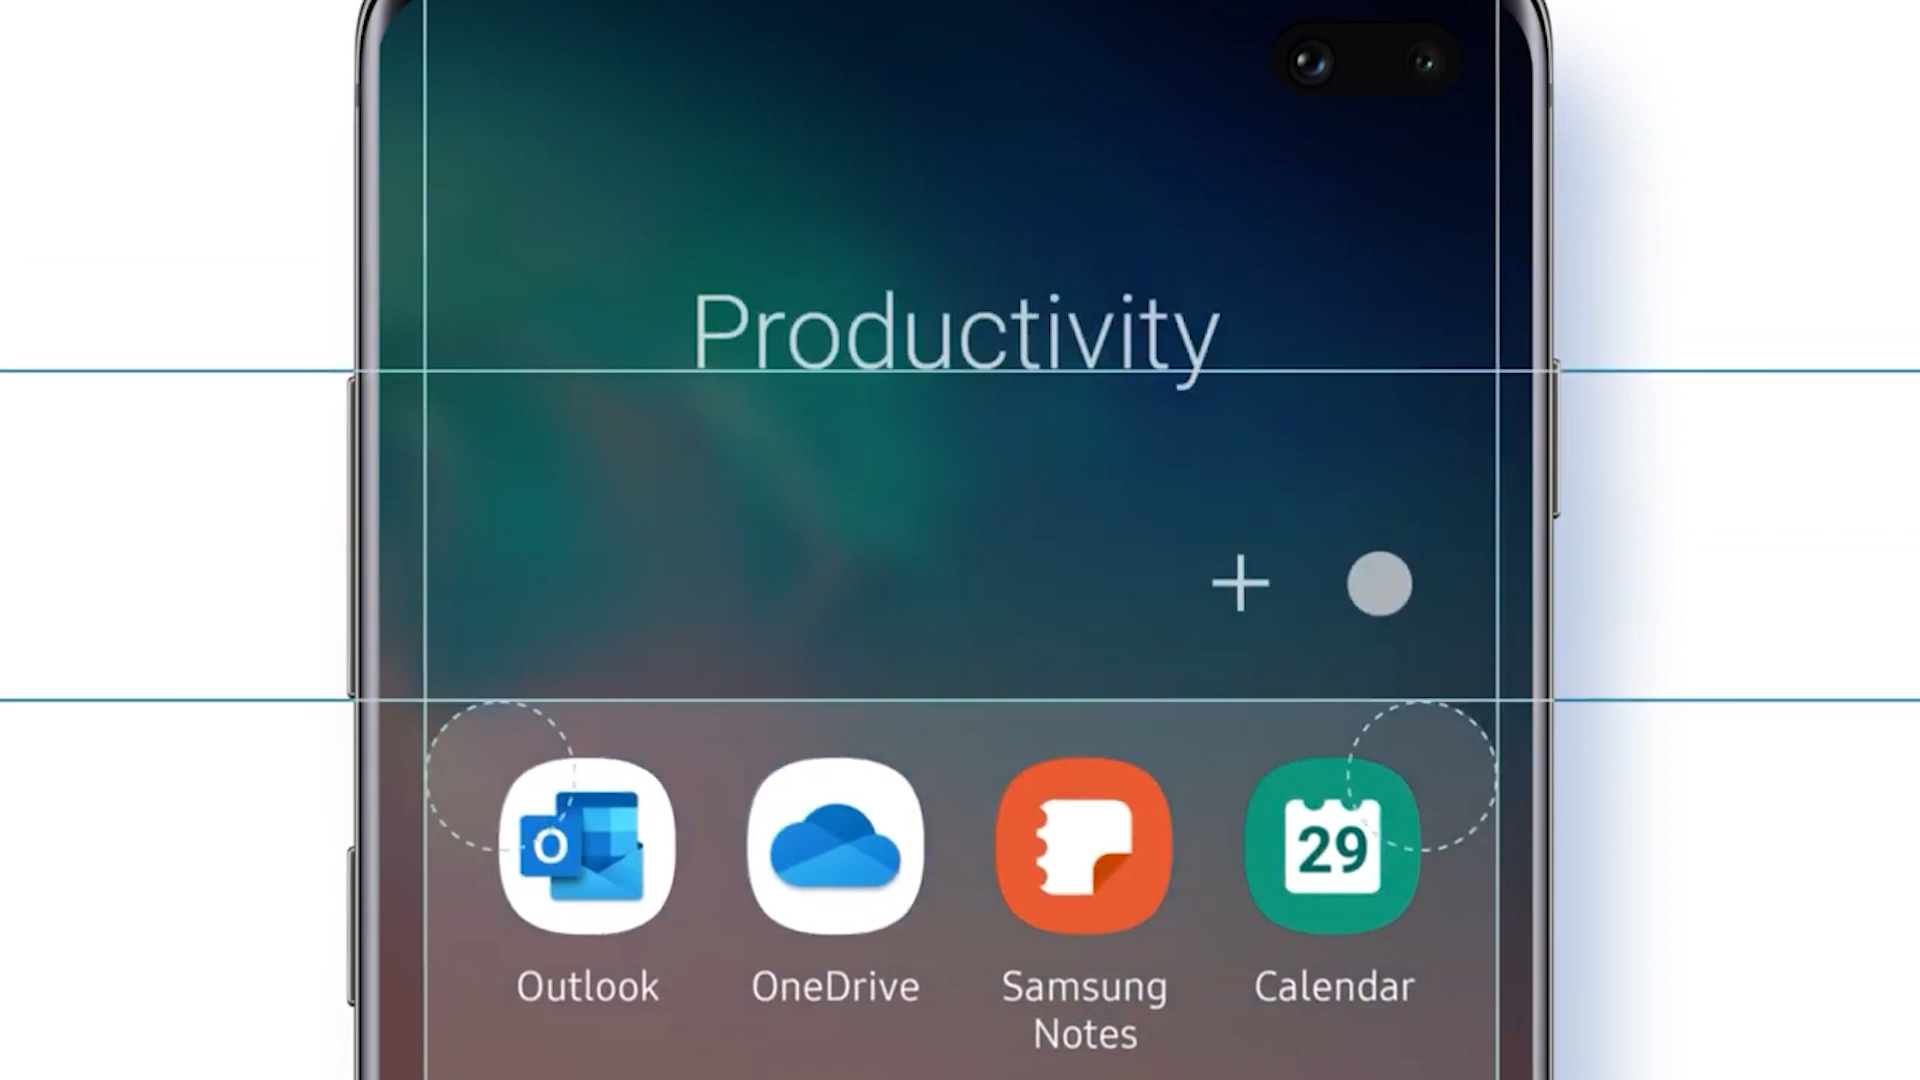 Productivity
O
29
Outlook
OneDrive
Samsung
Notes
Calendar